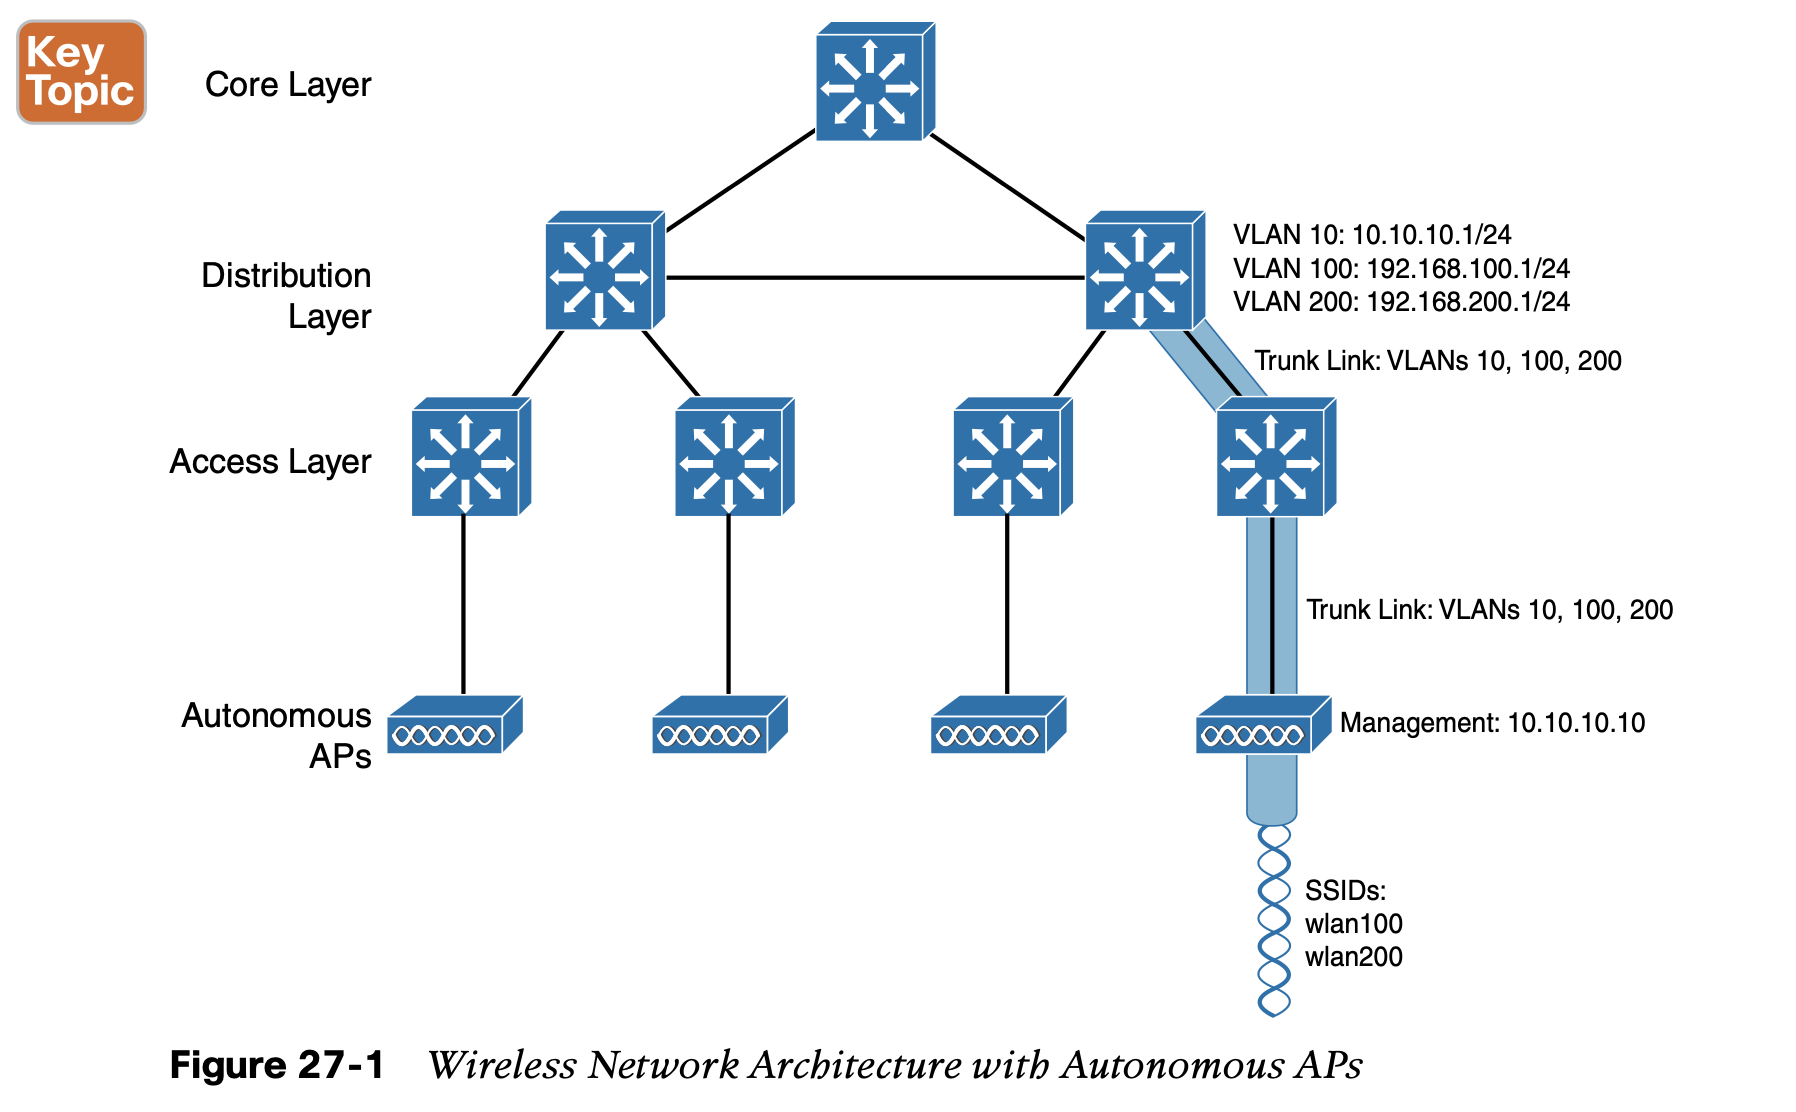 Key
Topic
Core Layer
Distribution
Layer
VLAN 10: 10.10.10.1/24
VLAN 100: 192.168.100.1/24
VLAN 200: 192.168.200.1/24
Trunk Link: VLANs 10, 100, 200
Access Layer
Trunk Link: VLANs 10, 100, 200
Autonomous
APs
Management: 10.10.10.10
SSIDs:
wlan100
wlan200
Figure 27-1 Wireless Network Architecture with Autonomous APs